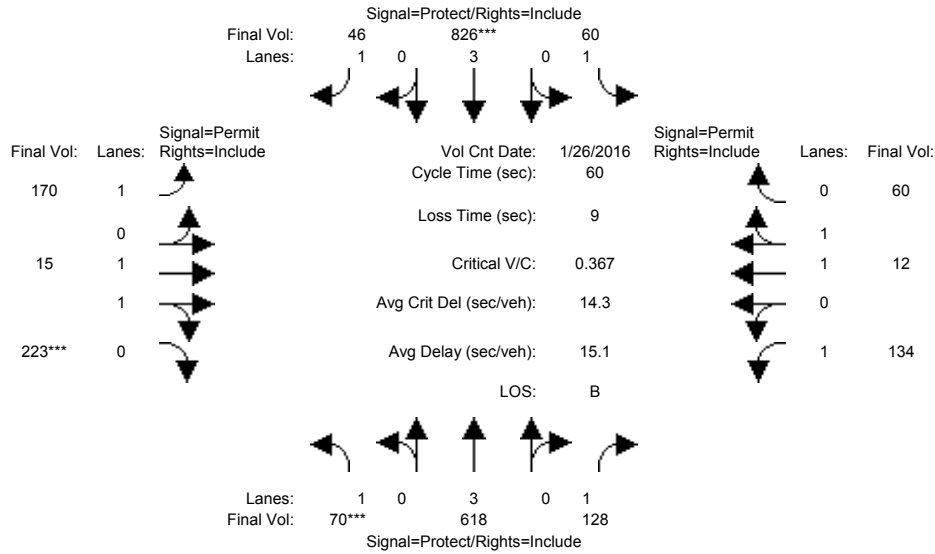 Signal=Protect/Rights=Include
Final Vol: 46 826*** 60
Lanes: 1 0 3 0 1
Signal=Permit Signal=Permit
Final Vol: Lanes: Rights=Include Vol Cnt Date: 1/26/2016 Rights=Include Lanes: Final Vol:
Cycle Time (sec): 60
170 1 0 60
Loss Time (sec): 9
0 1
15 1 Critical V/C: 0.367 1 12
1 Avg Crit Del (sec/veh): 14.3 0
223*** 0 Avg Delay (sec/veh): 15.1 1 134
LOS: B
Lanes: 1 0 3 0 1
Final Vol: 70*** 618 128
Signal=Protect/Rights=Include